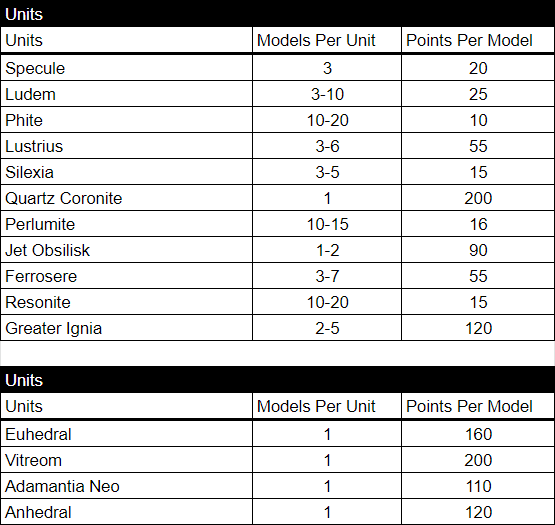 Units
Units Models Per Unit Points Per Model
Specule 3 20
Ludem 3-10 25
Phite 10-20 10
Lustrius 3-6 55
Silexia 3-5 15
Quartz Coronite 1 200
Perlumite 10-15 16
Jet Obsilisk 1-2 90
Ferrosere 3-7 55
Resonite 10-20 15
Greater Ignia 2-5 120
Units
Units Models Per Unit Points Per Model
Euhedral 1 160
Vitreom 1 200
Adamantia Neo 1 110
Anhedral 1 120